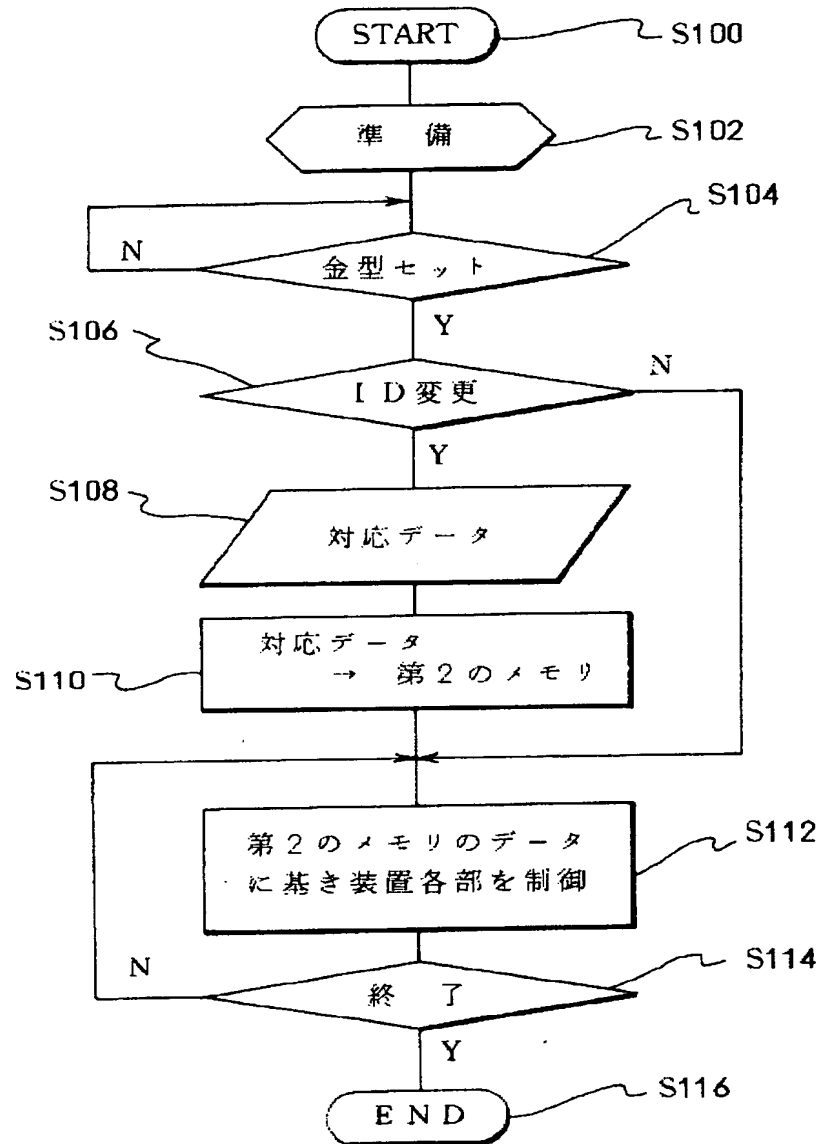 START
S100
準備
S102
S104
金型セット
N
Y
S106
ID変更
N
Y
S108
対応データ
対応データ
→ 第2のメモリ
S110
第2のメモリのデータ
に基き装置各部を制御
S112
N
S114
終了
Y
S116
END